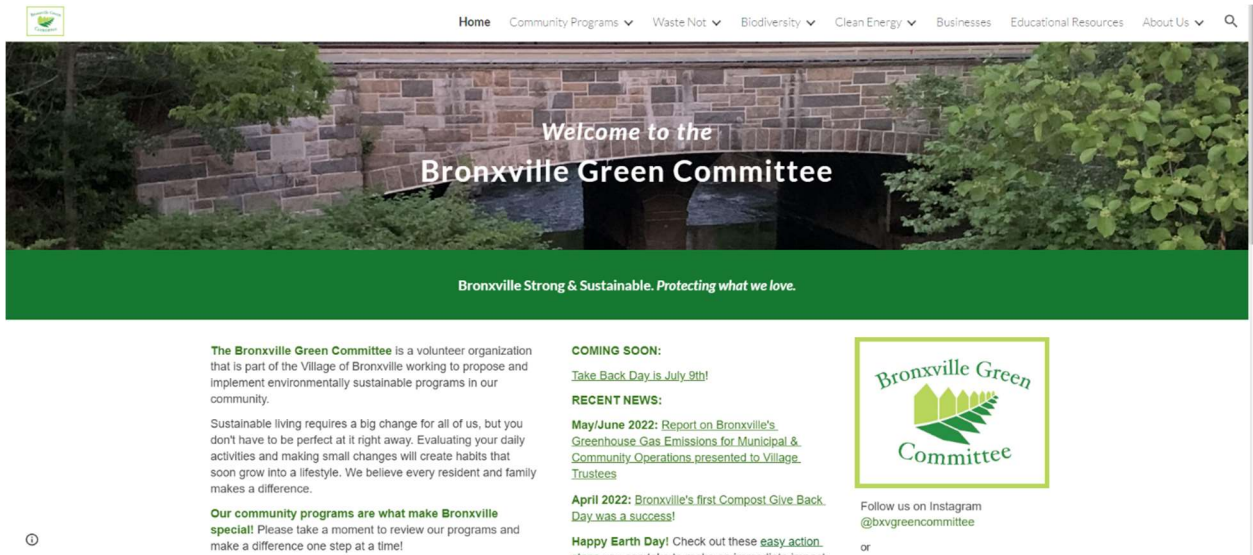 Bronxville Green
Committee
Home Community Programs Waste Not Biodiversity Clean Energy Businesses Educational Resources About Us
Welcome to the
Bronxville Green Committee
Bronxville Strong & Sustainable. Protecting what we love.
The Bronxville Green Committee is a volunteer organization
that is part of the Village of Bronxville working to propose and
implement environmentally sustainable programs in our
community.
Sustainable living requires a big change for all of us, but you
don't have to be perfect at it right away. Evaluating your daily
activities and making small changes will create habits that
soon grow into a lifestyle. We believe every resident and family
makes a difference.
Our community programs are what make Bronxville
special! Please take a moment to review our programs and
make a difference one step at a time!
COMING SOON:
Take Back Day is July 9th!
RECENT NEWS:
May/June 2022: Report on Bronxville's
Greenhouse Gas Emissions for Municipal &
Community Operations presented to Village
Trustees
April 2022: Bronxville's first Compost Give Back
Day was a success!
Happy Earth Day! Check out these easy action
Bronxville Green
Committee
Follow us on Instagram
@bxvgreencommittee
or